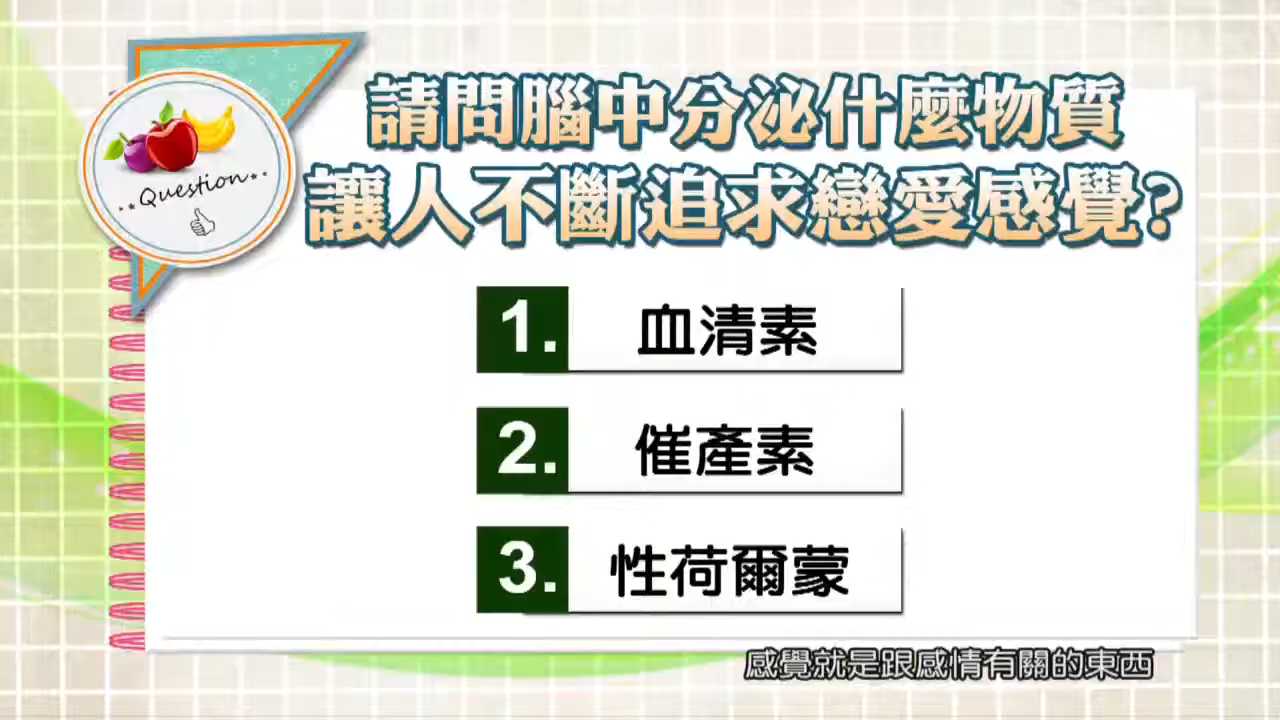 請問腦中分泌什麼物質
讓人不斷追求戀愛感覺?
Question
1. 血清素
2. 催產素
3. 性荷爾蒙
感覺就是跟感情有關的東西